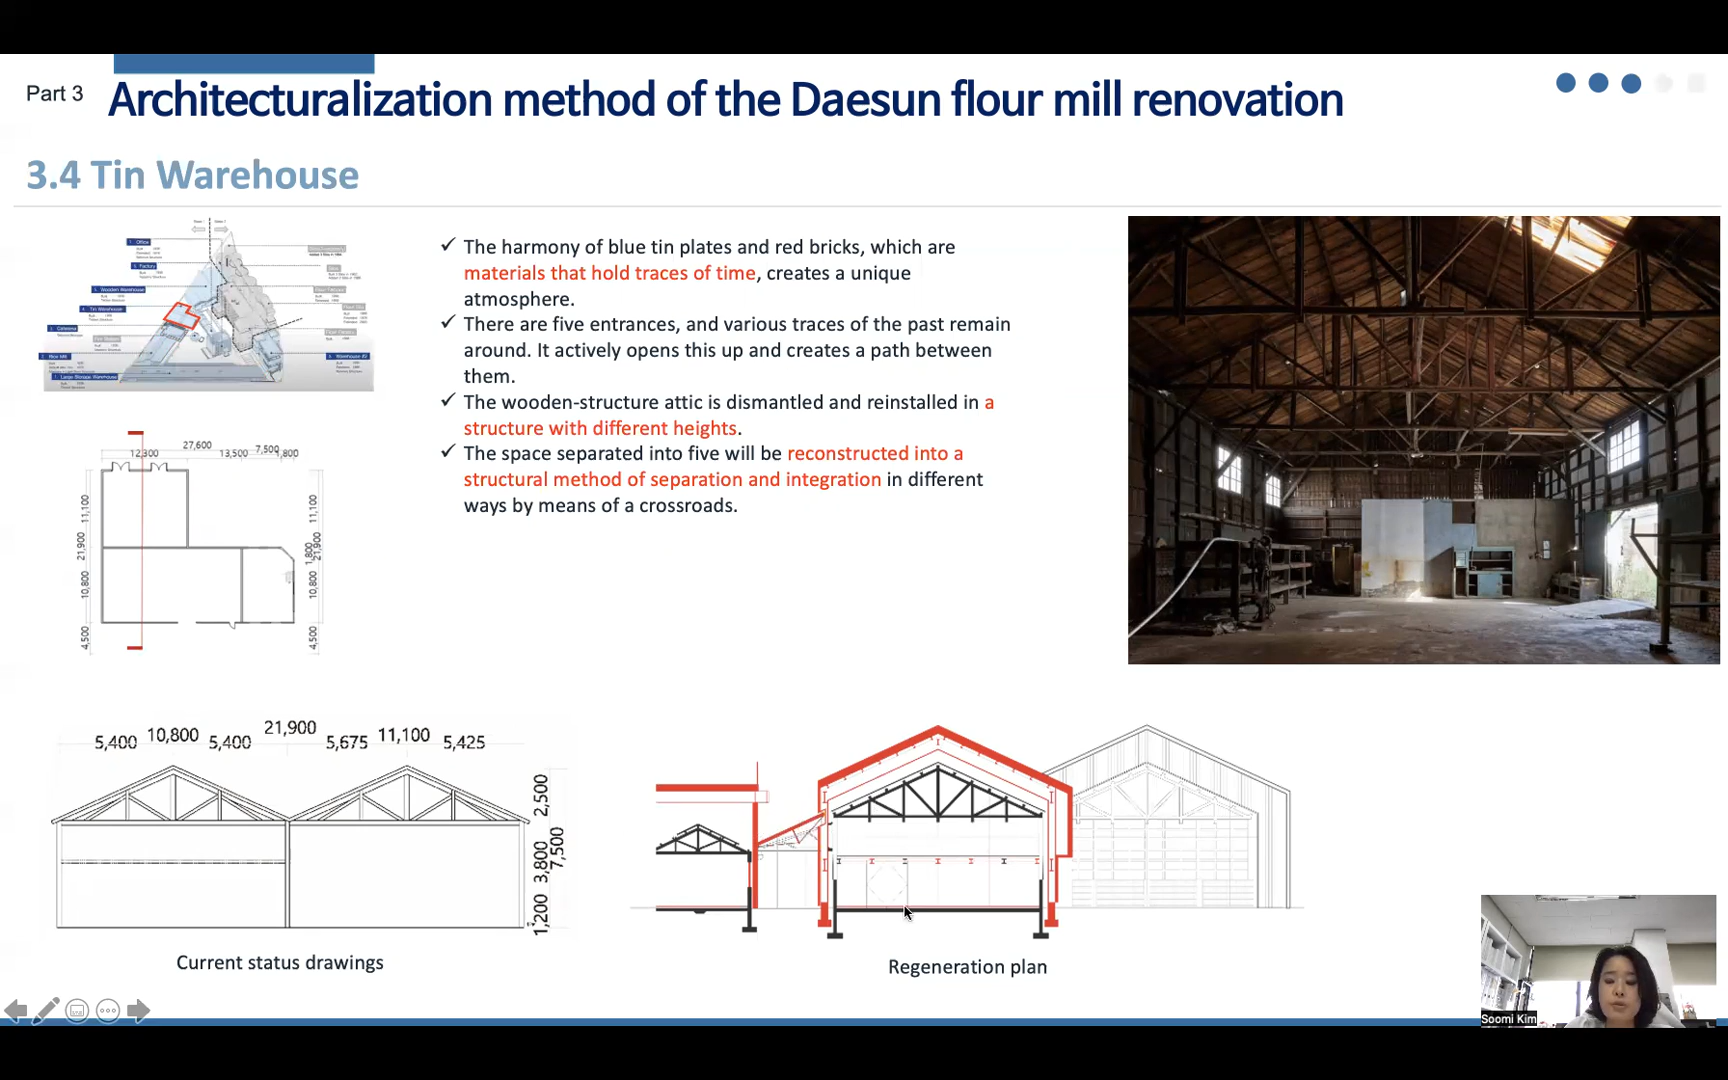 Part 3
Architecturalization method of the Daesun flour mill renovation
3.4 Tin Warehouse
✓ The harmony of blue tin plates and red bricks, which are
materials that hold traces of time, creates a unique
atmosphere.
✓ There are five entrances, and various traces of the past remain
around. It actively opens this up and creates a path between
them.
✓ The wooden-structure attic is dismantled and reinstalled in a
structure with different heights.
✓ The space separated into five will be reconstructed into a
structural method of separation and integration in different
ways by means of a crossroads.
27,600
12,300
13,500
7,500
11,100
21,900
10,800
4,500
11,100
21,900
10,800
4,500
21,900
10,800
11,100
5,400
5,400
5,675
5,425
2,500
3,800
7,500
1,200
Current status drawings
Regeneration plan
Soomi Kim